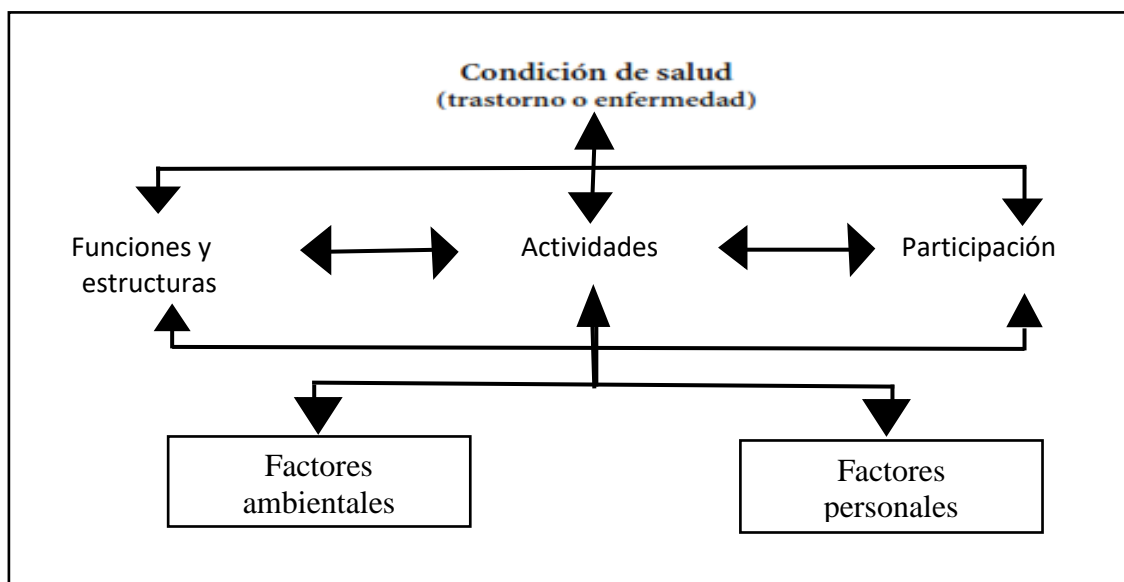 Condición de salud
(trastorno o enfermedad)
Funciones y
estructuras
Actividades
Participación
Factores
ambientales
Factores
personales